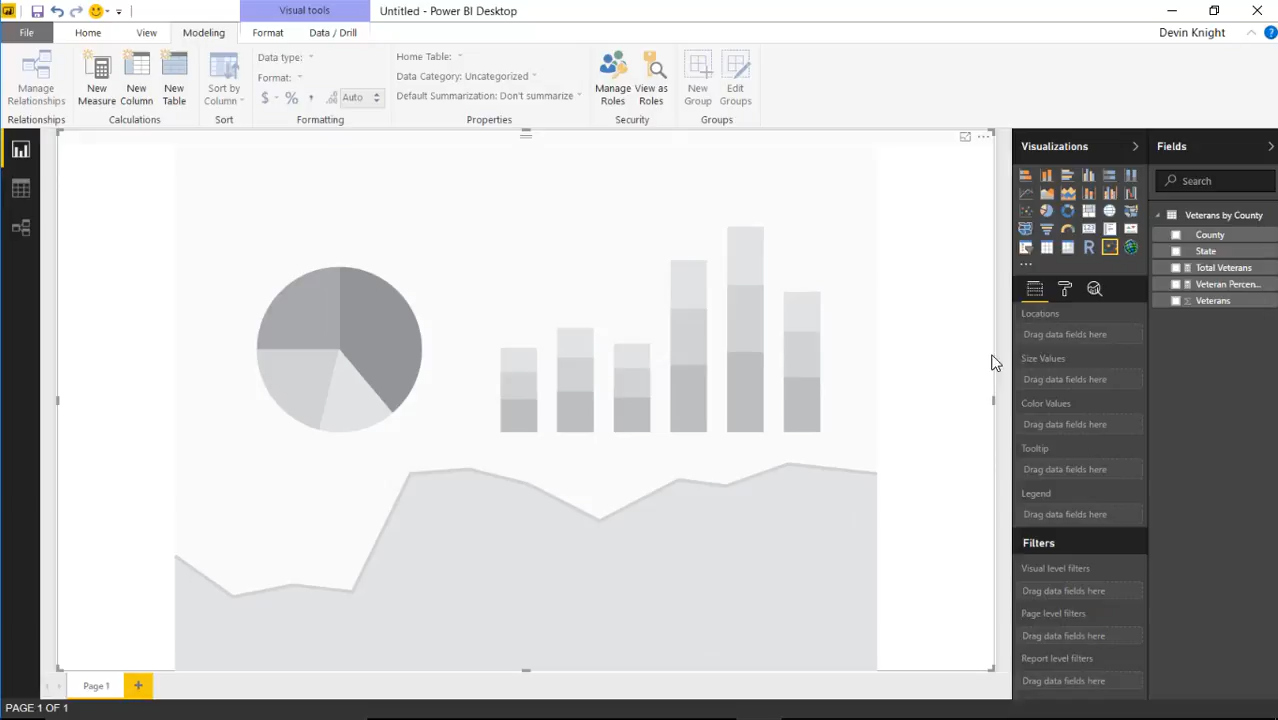 Visual tools
Untitled - Power BI Desktop
File
Home
View
Modeling
Format
Data / Drill
Devin Knight
?
Manage
Relationships
New
Measure
New
Column
New
Table
Sort by
Column
Data type:
Format:
$
%
,
Auto
Home Table:
Data Category: Uncategorized
Default Summarization: Don't summarize
Manage
Roles
View as
Roles
New
Group
Edit
Groups
Relationships
Calculations
Sort
Formatting
Properties
Security
Groups
Visualizations
Fields
Search
Veterans by County
County
State
Total Veterans
Veteran Percen...
Veterans
R
Locations
Drag data fields here
Size Values
Drag data fields here
Color Values
Drag data fields here
Tooltip
Drag data fields here
Legend
Drag data fields here
Filters
Visual level filters
Drag data fields here
Page level filters
Drag data fields here
Report level filters
Drag data fields here
Page 1
+
PAGE 1 OF 1